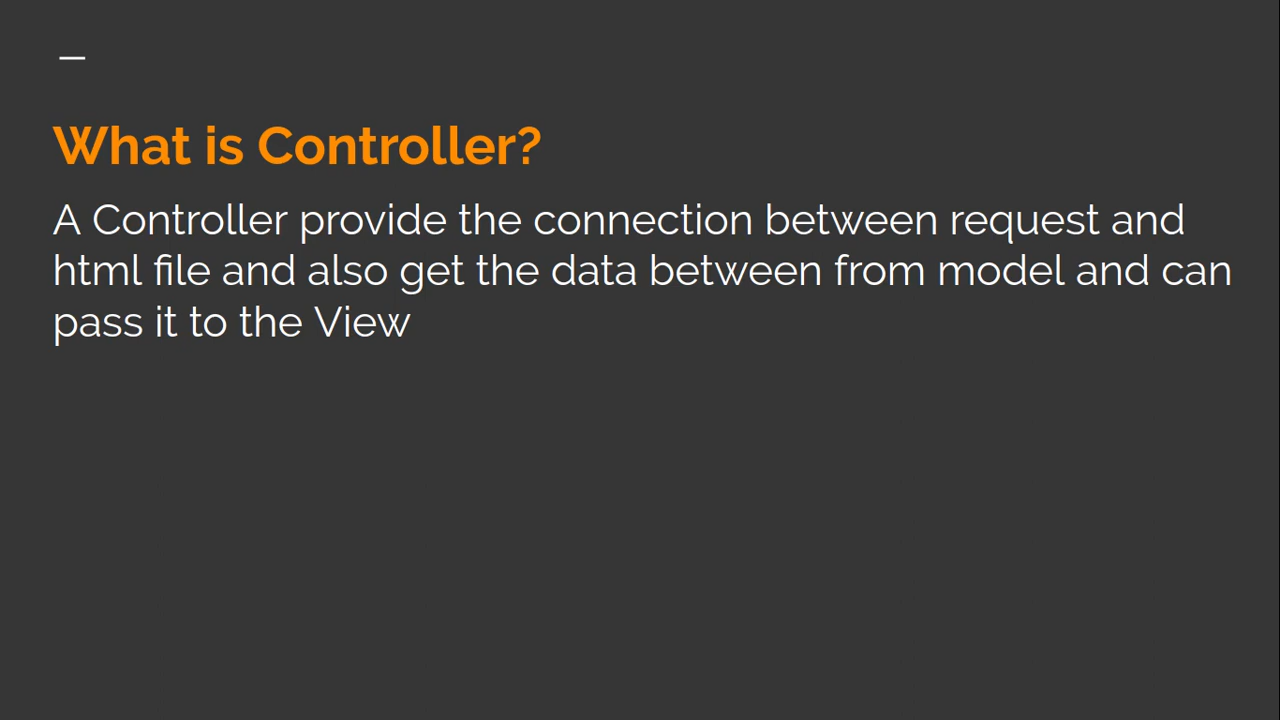 What is Controller?
A Controller provide the connection between request and
html file and also get the data between from model and can
pass it to the View